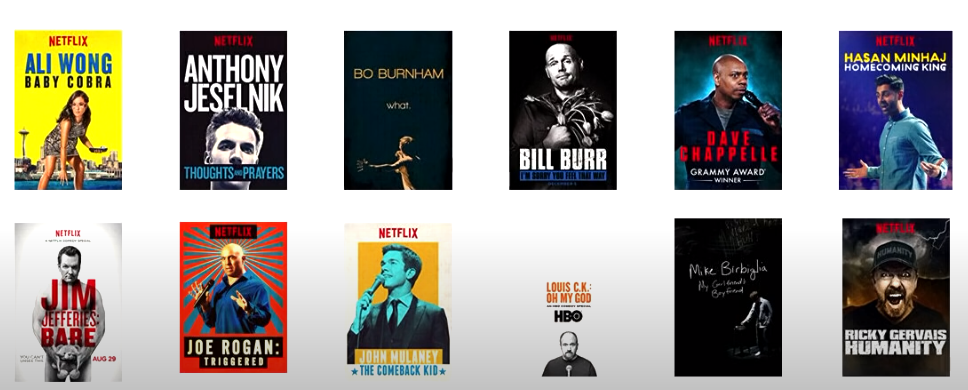 NETFLIX
ALI WONG
BABY COBRA
NETFLIX
ANTHONY
JESELNIK
THOUGHTS AND PRAYERS
BO BURNHAM
what.
NETFLIX
BILL BURR
I'M SORRY YOU FEEL THAT WAY
NETFLIX
DAVE
CHAPPELLE
GRAMMY AWARD
WINNER
NETFLIX
HASAN MINHAJ
HOMECOMING KING
NETFLIX
A NETFLIX COMEDY SPECIAL
JIM
JEFFERIES:
BARE
AUG 29
NETFLIX
JOE ROGAN:
TRIGGERED
NETFLIX
JOHN MULANEY
★ THE COMEBACK KID ★
LOUIS C.K.:
OH MY GOD
HBO
Mike Birbiglia
My Girlfriend's
Boyfriend
NETFLIX
HUMANITY
RICKY GERVAIS
HUMANITY